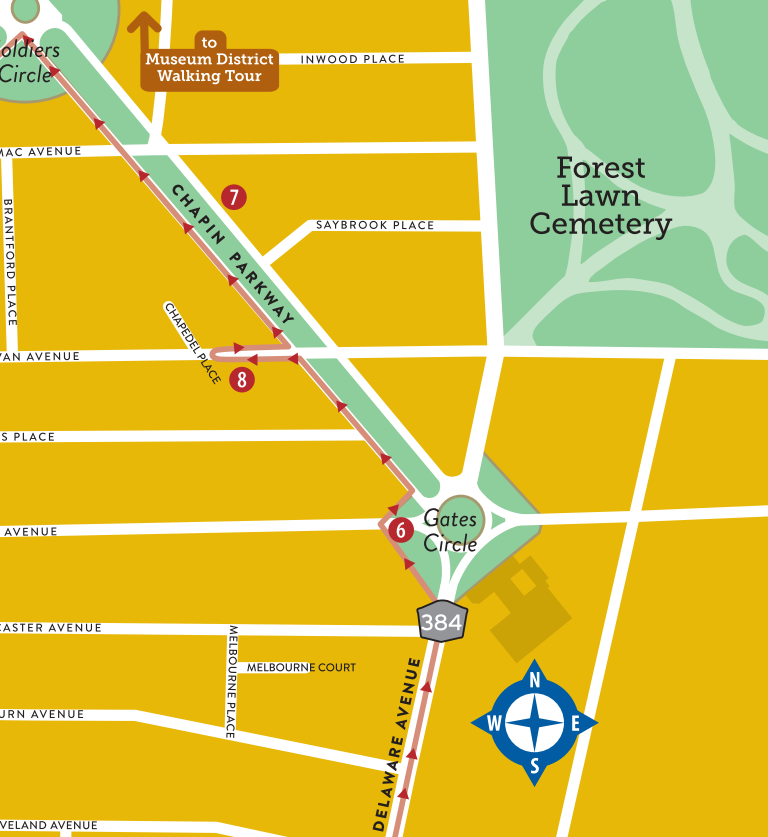 to
Museum District
Walking Tour
INWOOD PLACE
oldiers
Circle
MAC AVENUE
BRANTFORD PLACE
Forest
Lawn
Cemetery
7
CHAPIN PARKWAY
SAYBROOK PLACE
CHAPEDEL PLACE
VAN AVENUE
8
S PLACE
6
Gates
Circle
AVENUE
384
CASTER AVENUE
MELBOURNE PLACE
MELBOURNE COURT
DELAWARE AVENUE
N
W
E
S
URN AVENUE
VELAND AVENUE